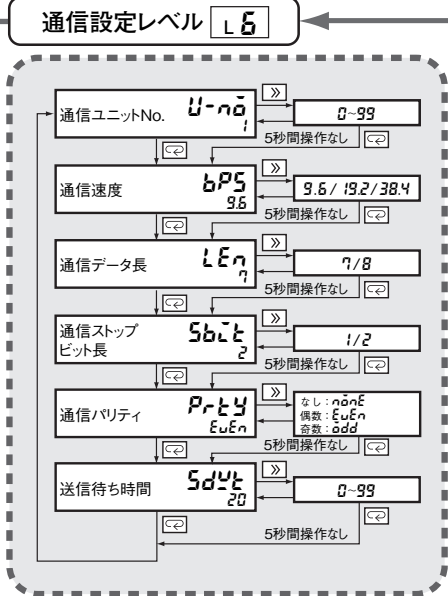 通信設定レベル L6
通信ユニットNo. U-no
1
0~99
5秒間操作なし
通信速度 bPS
9.6
9.6 / 19.2 / 38.4
5秒間操作なし
通信データ長 LEn
7
7/8
5秒間操作なし
通信ストップ
ビット長
Sbit
2
1/2
5秒間操作なし
通信パリティ Prty
EuEn
なし:nonE
偶数:EuEn
奇数:odd
5秒間操作なし
送信待ち時間 Sdyt
20
0~99
5秒間操作なし